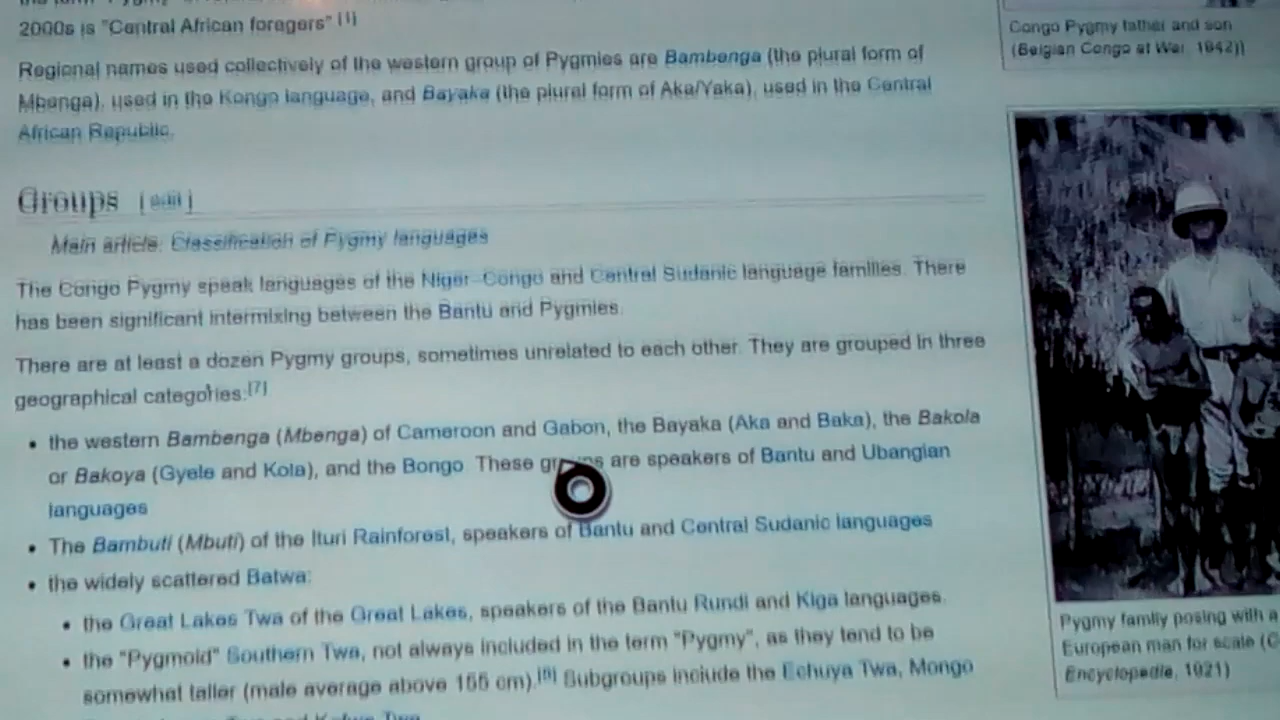 2000s is "Central African foragers".[1]
Regional names used collectively of the western group of Pygmies are Bambenga (the plural form of
Mbenga), used in the Kongo language, and Bayaka (the plural form of Aka/Yaka), used in the Central
African Republic.
Groups [edit]
Main article: Classification of Pygmy languages
The Congo Pygmy speak languages of the Niger–Congo and Central Sudanic language families. There
has been significant intermixing between the Bantu and Pygmies.
There are at least a dozen Pygmy groups, sometimes unrelated to each other. They are grouped in three
geographical categories:[7]
• the western Bambenga (Mbenga) of Cameroon and Gabon, the Bayaka (Aka and Baka), the Bakola
or Bakoya (Gyele and Kola), and the Bongo. These are speakers of Bantu and Ubangian
languages
• The Bambuti (Mbuti) of the Ituri Rainforest, speakers of Bantu and Central Sudanic languages
• the widely scattered Batwa:
• the Great Lakes Twa of the Great Lakes, speakers of the Bantu Rundi and Kiga languages.
• the "Pygmoid" Southern Twa, not always included in the term "Pygmy", as they tend to be
somewhat taller (male average above 155 cm). Subgroups include the Echuya Twa, Mongo
Congo Pygmy father and son
(Belgian Congo at War, 1942))
Pygmy family posing with a
European man for scale
Encyclopedie, 1921)